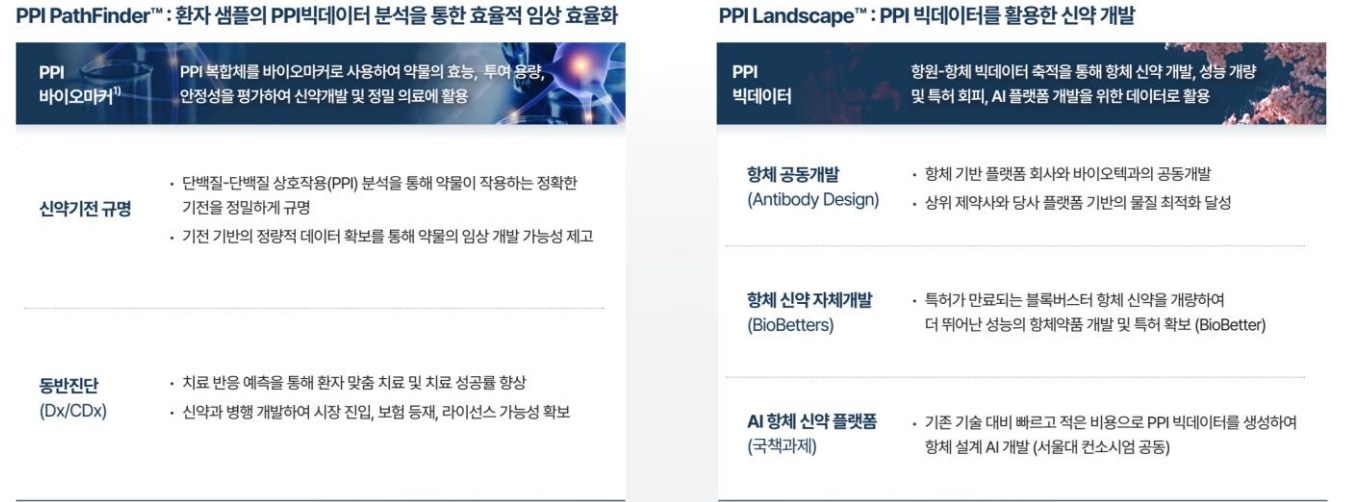 PPI PathFinder™ : 환자 샘플의 PPI빅데이터 분석을 통한 효율적 임상 효율화
PPI
바이오마커1)
PPI 복합체를 바이오마커로 사용하여 약물의 효능, 투여 용량,
안정성을 평가하여 신약개발 및 정밀 의료에 활용
신약기전 규명
• 단백질-단백질 상호작용(PPI) 분석을 통해 약물이 작용하는 정확한
기전을 정밀하게 규명
• 기전 기반의 정량적 데이터 확보를 통해 약물의 임상 개발 가능성 제고
동반진단
(Dx/CDx)
• 치료 반응 예측을 통해 환자 맞춤 치료 및 치료 성공률 향상
• 신약과 병행 개발하여 시장 진입, 보험 등재, 라이선스 가능성 확보
PPI Landscape™ : PPI 빅데이터를 활용한 신약 개발
PPI
빅데이터
항원-항체 빅데이터 축적을 통해 항체 신약 개발, 성능 개량
및 특허 회피, AI 플랫폼 개발을 위한 데이터로 활용
항체 공동개발
(Antibody Design)
• 항체 기반 플랫폼 회사와 바이오텍과의 공동개발
• 상위 제약사와 당사 플랫폼 기반의 물질 최적화 달성
항체 신약 자체개발
(BioBetters)
• 특허가 만료되는 블록버스터 항체 신약을 개량하여
더 뛰어난 성능의 항체약품 개발 및 특허 확보 (BioBetter)
AI 항체 신약 플랫폼
(국책과제)
• 기존 기술 대비 빠르고 적은 비용으로 PPI 빅데이터를 생성하여
항체 설계 AI 개발 (서울대 컨소시엄 공동)